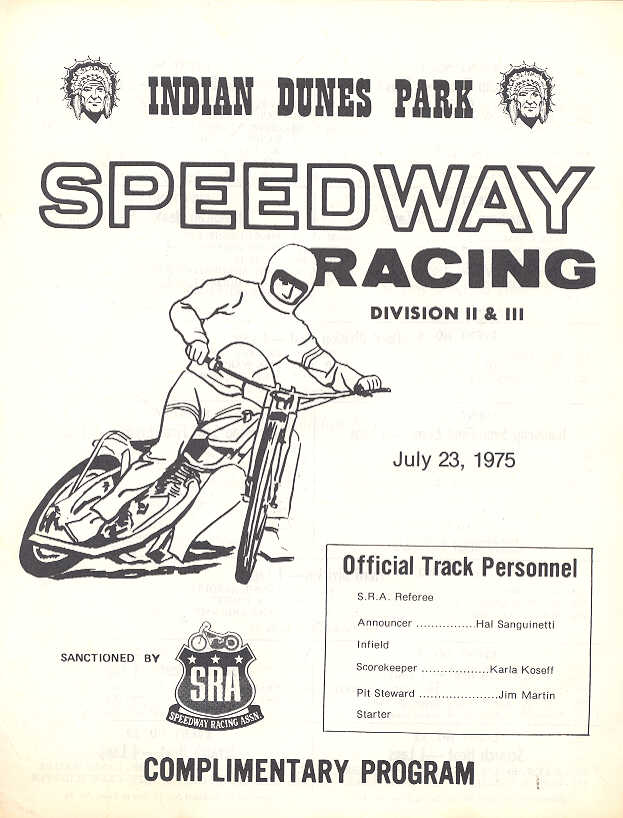 INDIAN DUNES PARK
SPEEDWAY
RACING
DIVISION II & III
July 23, 1975
Official Track Personnel
S.R.A. Referee
Announcer ...............Hal Sanguinetti
Infield
Scorekeeper ..................Karla Koseff
Pit Steward .....................Jim Martin
Starter
SANCTIONED BY
SRA
SPEEDWAY RACING ASSN.
COMPLIMENTARY PROGRAM